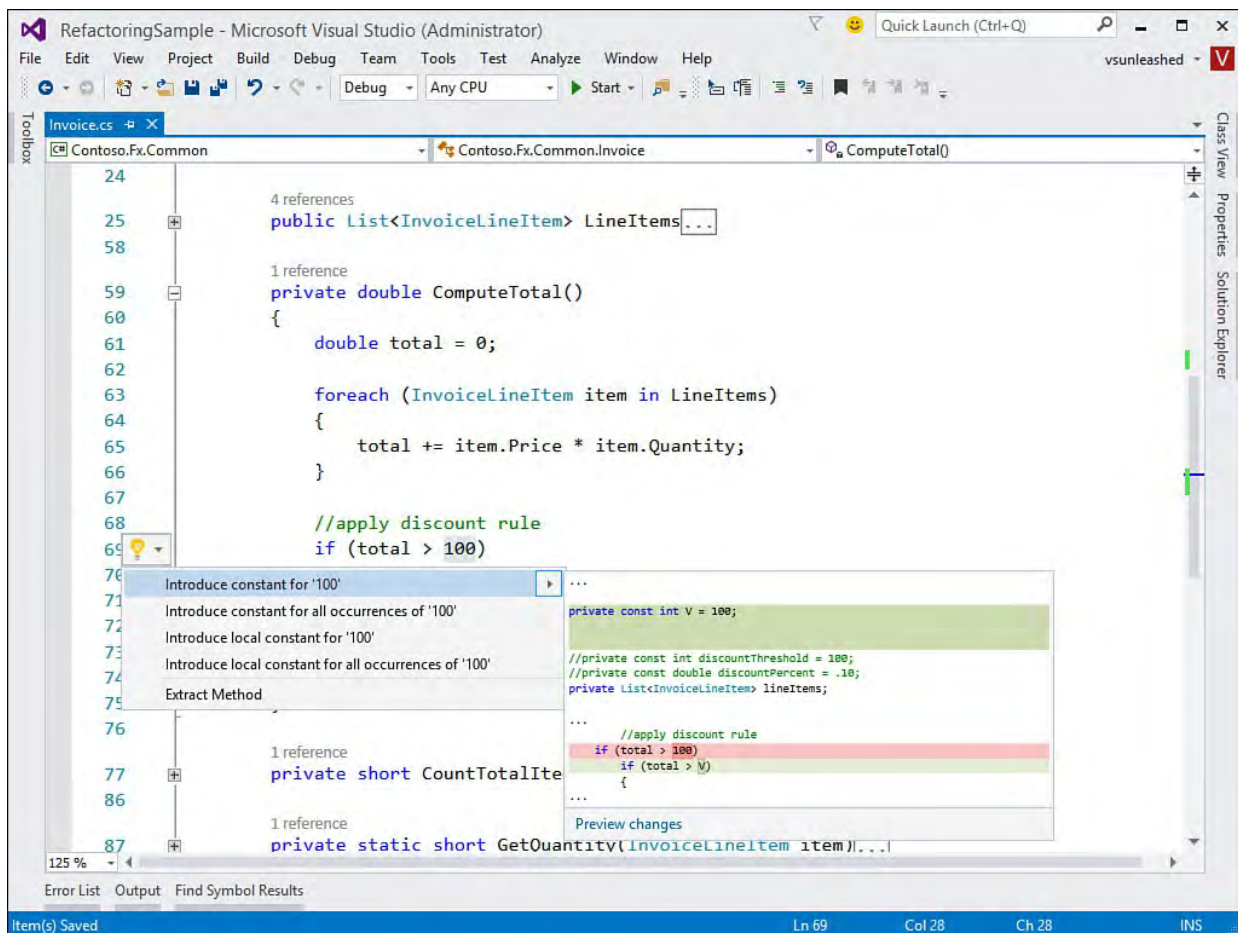 RefactoringSample - Microsoft Visual Studio (Administrator)
Quick Launch (Ctrl+Q)
File Edit View Project Build Debug Team Tools Test Analyze Window Help
vsunleashed
V
Debug
Any CPU
Start
Toolbox
Invoice.cs
C# Contoso.Fx.Common
Contoso.Fx.Common.Invoice
ComputeTotal()
Class View
Properties
Solution Explorer
24
4 references
25 public List<InvoiceLineItem> LineItems...
58
1 reference
59 private double ComputeTotal()
60 {
61 double total = 0;
62
63 foreach (InvoiceLineItem item in LineItems)
64 {
65 total += item.Price * item.Quantity;
66 }
67
68 //apply discount rule
69 if (total > 100)
70
71
72
73
74
75
76
Introduce constant for '100'
Introduce constant for all occurrences of '100'
Introduce local constant for '100'
Introduce local constant for all occurrences of '100'
Extract Method
...
private const int V = 100;
//private const int discountThreshold = 100;
//private const double discountPercent = .10;
private List<InvoiceLineItem> lineItems;
...
//apply discount rule
if (total > 100)
if (total > V)
{
...
Preview changes
1 reference
77 private short CountTotalIte
86
1 reference
87 private static short GetQuantity(InvoiceLineItem item)...
125 %
Error List Output Find Symbol Results
Item(s) Saved
Ln 69 Col 28 Ch 28 INS